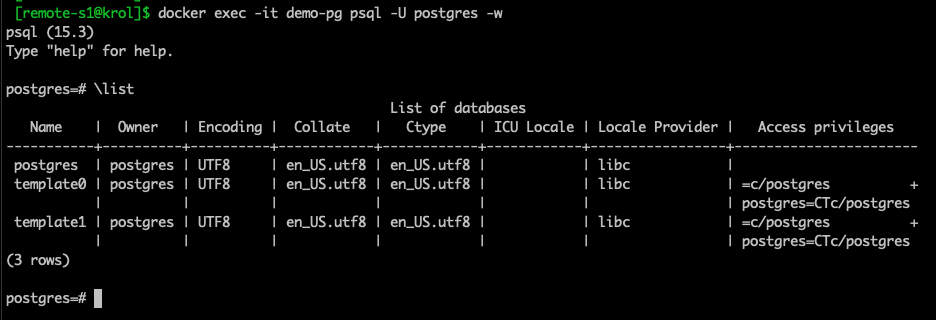 [remote-s1@krol]$ docker exec -it demo-pg psql -U postgres -w
psql (15.3)
Type "help" for help.

postgres=# \list
                                                List of databases
   Name    |  Owner   | Encoding |  Collate   |   Ctype    | ICU Locale | Locale Provider |   Access privileges
-----------+----------+----------+------------+------------+------------+-----------------+-----------------------
 postgres  | postgres | UTF8     | en_US.utf8 | en_US.utf8 |            | libc            |
 template0 | postgres | UTF8     | en_US.utf8 | en_US.utf8 |            | libc            | =c/postgres          +
           |          |          |            |            |            |                 | postgres=CTc/postgres
 template1 | postgres | UTF8     | en_US.utf8 | en_US.utf8 |            | libc            | =c/postgres          +
           |          |          |            |            |            |                 | postgres=CTc/postgres
(3 rows)

postgres=#